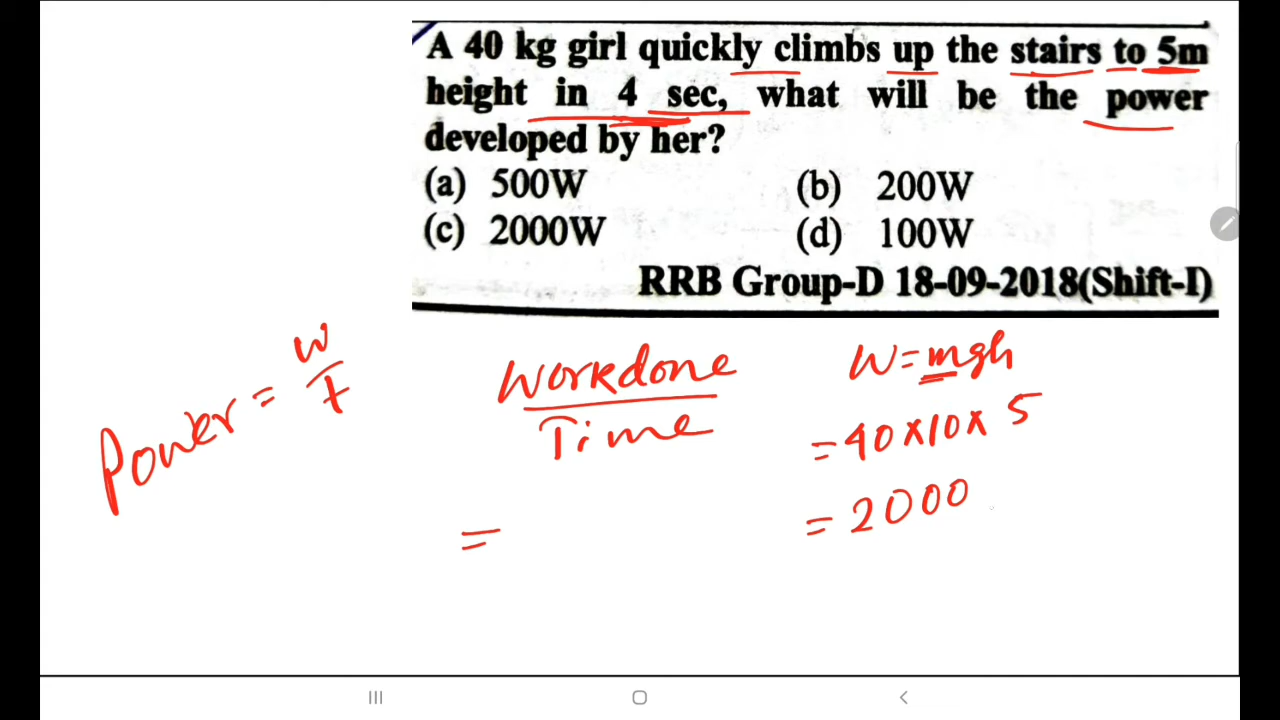 A 40 kg girl quickly climbs up the stairs to 5m
height in 4 sec, what will be the power
developed by her?
(a) 500W (b) 200W
(c) 2000W (d) 100W
RRB Group-D 18-09-2018(Shift-I)
Power = W/t
Workdone
Time
=
W = mgh
= 40 × 10 × 5
= 2000